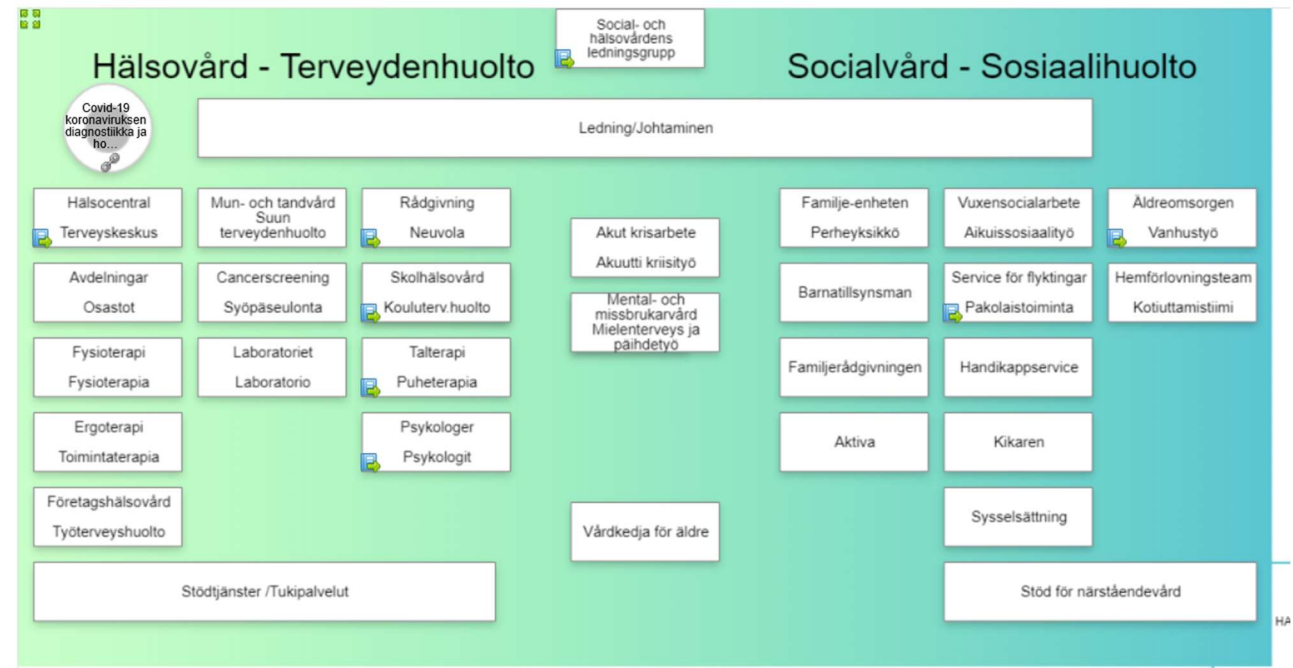 Social- och
hälsovårdens
ledningsgrupp
Hälsovård - Terveydenhuolto
Socialvård - Sosiaalihuolto
Covid-19
koronaviruksen
diagnostiikka ja
ho...
Ledning/Johtaminen
Hälsocentral
Terveyskeskus
Mun- och tandvård
Suun
terveydenhuolto
Rådgivning
Neuvola
Akut krisarbete
Akuutti kriisityö
Familje-enheten
Perheyksikkö
Vuxensocialarbete
Aikuissosiaalityö
Äldreomsorgen
Vanhustyö
Avdelningar
Osastot
Cancerscreening
Syöpäseulonta
Skolhälsovård
Kouluterv.huolto
Mental- och
missbrukarvård
Mielenterveys ja
päihdetyö
Barnatillsynsman
Service för flyktingar
Pakolaistoiminta
Hemförlovningsteam
Kotiuttamistiimi
Fysioterapi
Fysioterapia
Laboratoriet
Laboratorio
Talterapi
Puheterapia
Familjerådgivningen
Handikappservice
Ergoterapi
Toimintaterapia
Psykologer
Psykologit
Aktiva
Kikaren
Företagshälsovård
Työterveyshuolto
Vårdkedja för äldre
Sysselsättning
Stödtjänster /Tukipalvelut
Stöd för närståendevård
HA